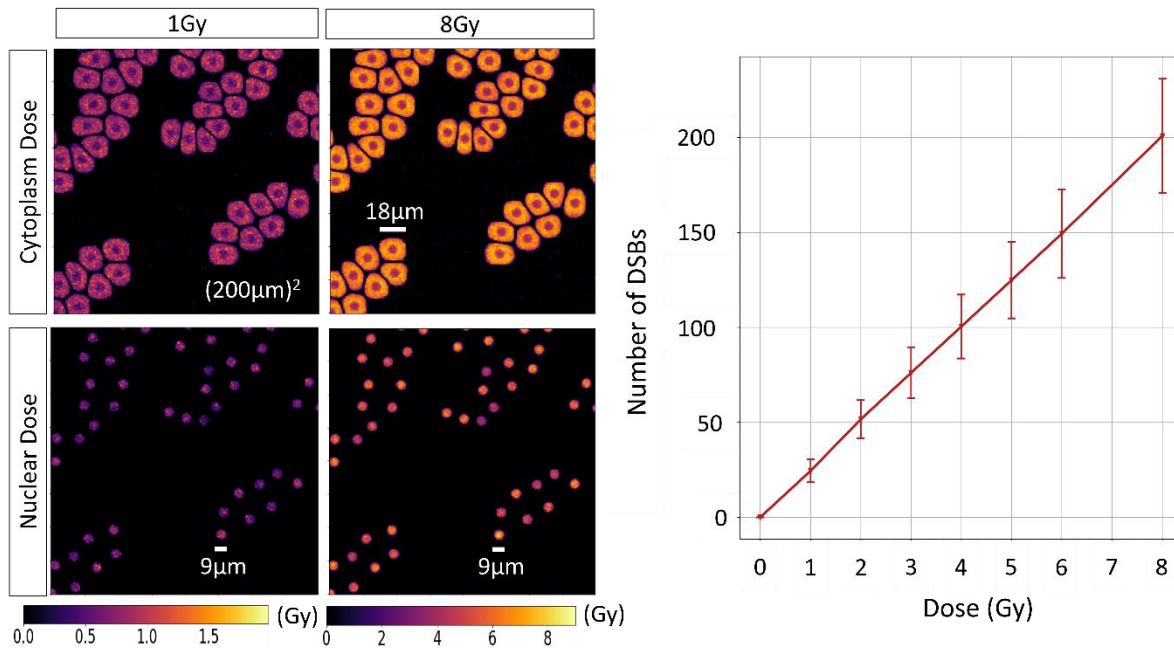 1Gy
8Gy
Cytoplasm Dose
18μm
(200μm)²
Nuclear Dose
9μm
9μm
0.0 0.5 1.0 1.5
(Gy)
0 2 4 6 8
(Gy)
Number of DSBs
200
150
100
50
0
0 1 2 3 4 5 6 7 8
Dose (Gy)